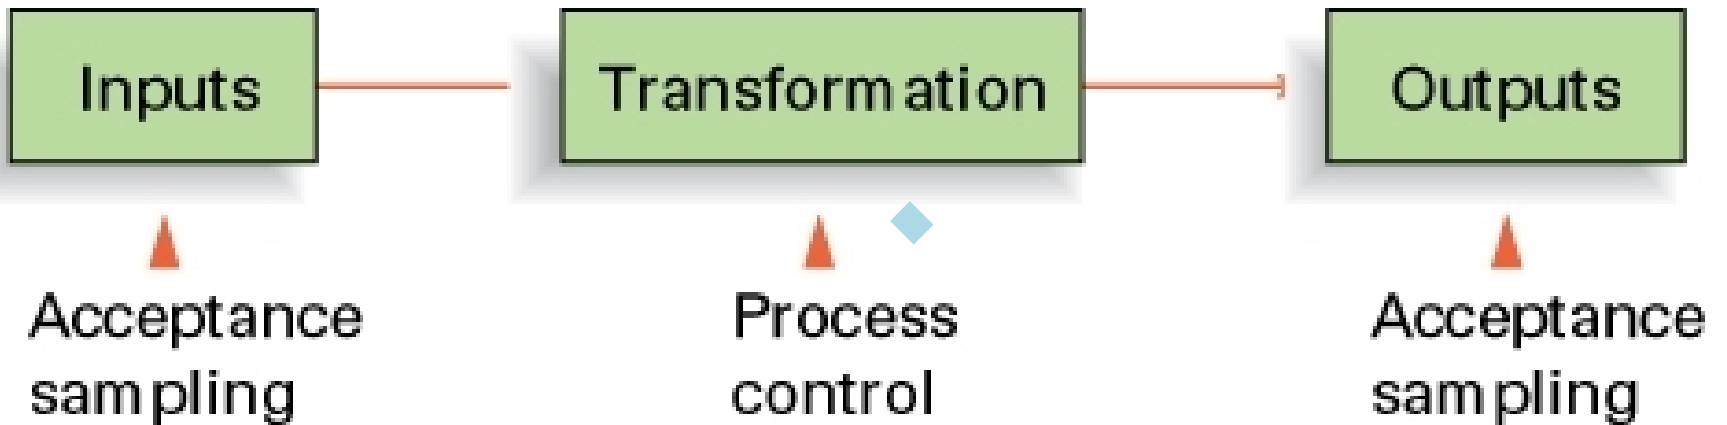 Inputs
Transformation
Outputs
Acceptance
sampling
Process
control
Acceptance
sampling